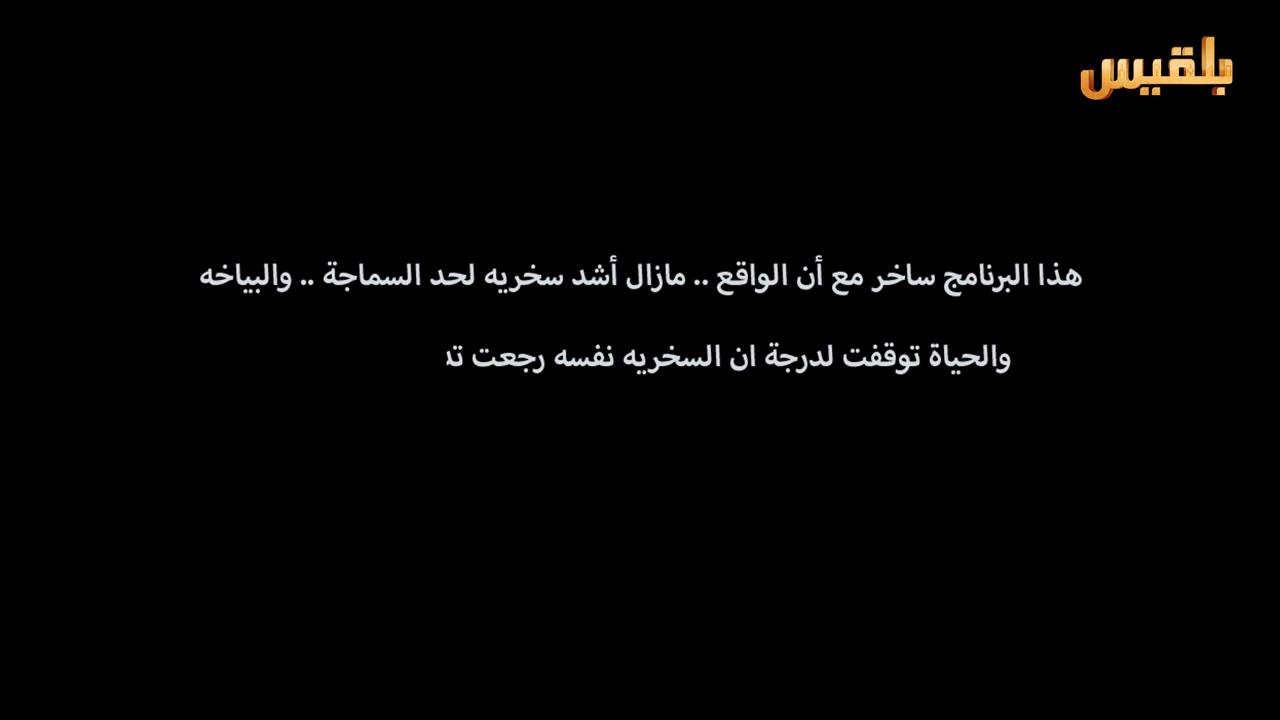 بلقيس
هذا البرنامج ساخر مع أن الواقع .. مازال أشد سخريه لحد السماجة .. والبياخه
والحياة توقفت لدرجة ان السخريه نفسه رجعت